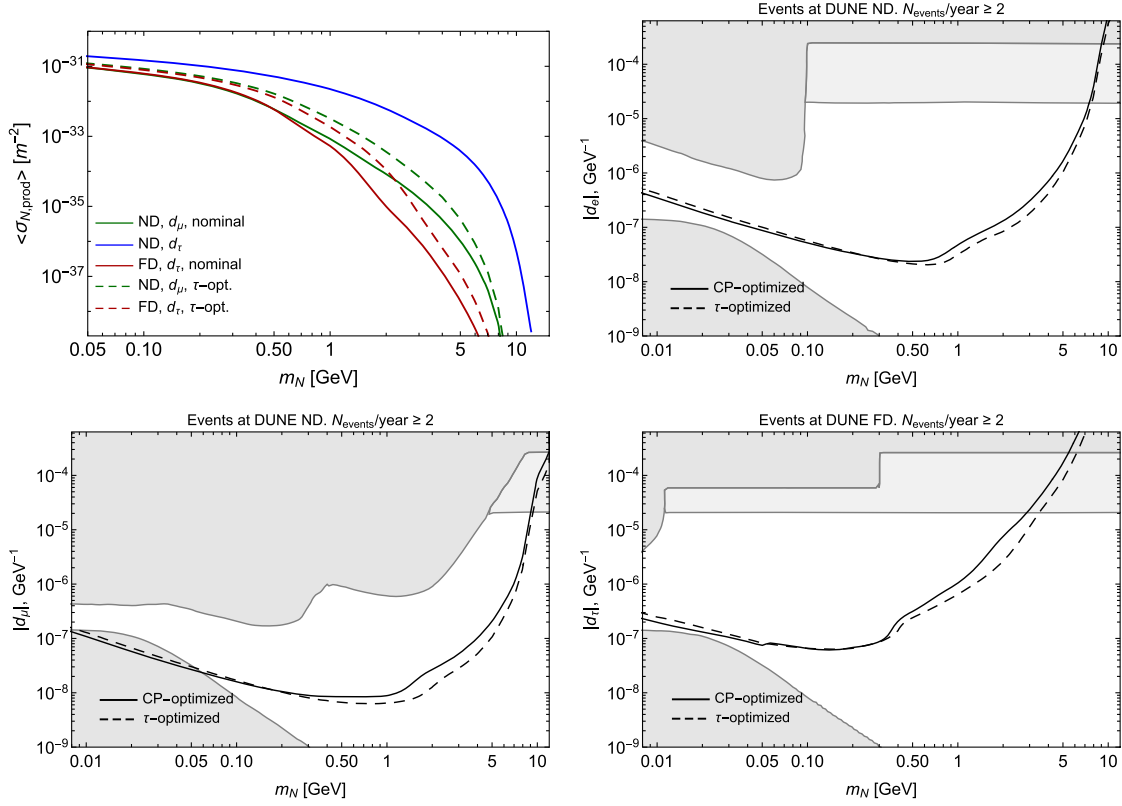 <σN,prod> [m⁻²]
10⁻³¹
10⁻³³
10⁻³⁵
10⁻³⁷
ND, dμ, nominal
ND, dτ
FD, dτ, nominal
ND, dμ, τ-opt.
FD, dτ, τ-opt.
0.05 0.10 0.50 1 5 10
mN [GeV]
Events at DUNE ND. Nevents/year ≥ 2
|de|, GeV⁻¹
10⁻⁴
10⁻⁵
10⁻⁶
10⁻⁷
10⁻⁸
10⁻⁹
CP-optimized
τ-optimized
0.01 0.05 0.10 0.50 1 5 10
mN [GeV]
Events at DUNE ND. Nevents/year ≥ 2
|dμ|, GeV⁻¹
10⁻⁴
10⁻⁵
10⁻⁶
10⁻⁷
10⁻⁸
10⁻⁹
CP-optimized
τ-optimized
0.01 0.05 0.10 0.50 1 5 10
mN [GeV]
Events at DUNE FD. Nevents/year ≥ 2
|dτ|, GeV⁻¹
10⁻⁴
10⁻⁵
10⁻⁶
10⁻⁷
10⁻⁸
10⁻⁹
CP-optimized
τ-optimized
0.01 0.05 0.10 0.50 1 5 10
mN [GeV]